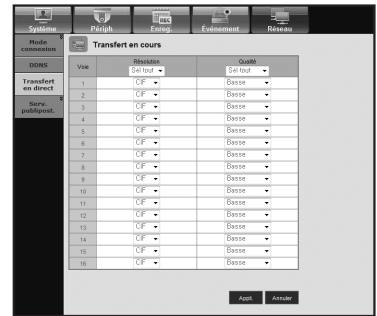 Système Périph Enreg. Événement Réseau
Mode connexion
DDNS
Transfert en direct
Serv. publipost.
Transfert en cours
Voie Résolution Qualité
Sél tout Sél tout
1 CIF Basse
2 CIF Basse
3 CIF Basse
4 CIF Basse
5 CIF Basse
6 CIF Basse
7 CIF Basse
8 CIF Basse
9 CIF Basse
10 CIF Basse
11 CIF Basse
12 CIF Basse
13 CIF Basse
14 CIF Basse
15 CIF Basse
16 CIF Basse
Appl. Annuler